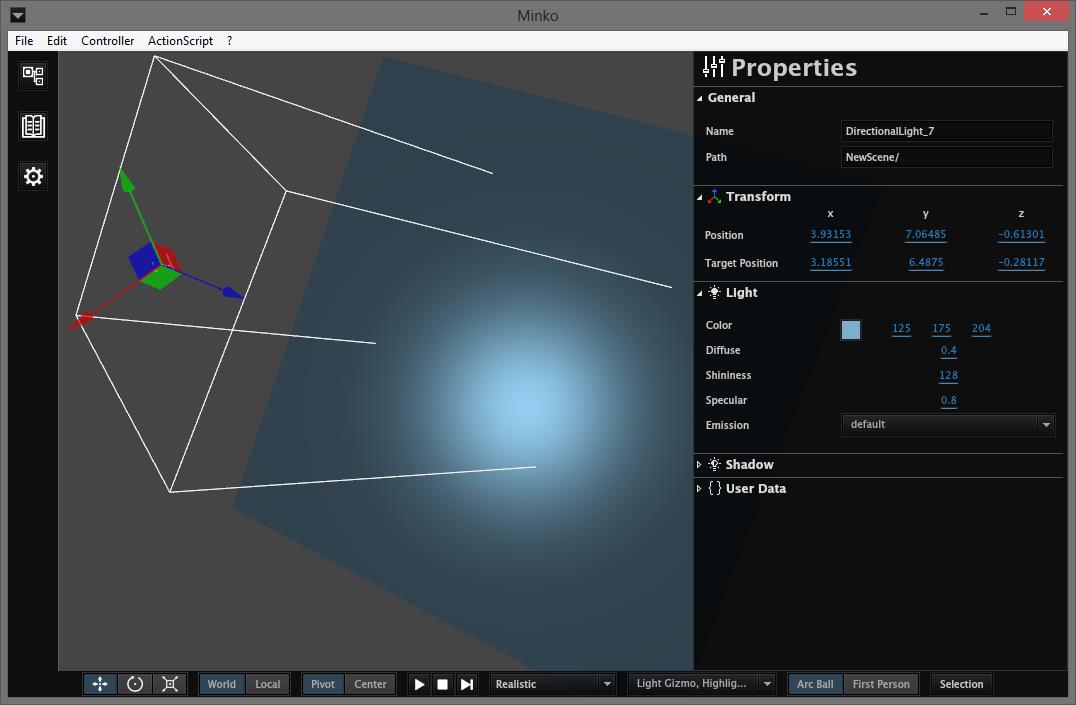 Minko
File Edit Controller ActionScript ?
Properties
General
Name DirectionalLight_7
Path NewScene/
Transform
x y z
Position 3.93153 7.06485 -0.61301
Target Position 3.18551 6.4875 -0.28117
Light
Color 125 175 204
Diffuse 0.4
Shininess 128
Specular 0.8
Emission default
Shadow
{} User Data
World Local Pivot Center Realistic Light Gizmo, Highlig... Arc Ball First Person Selection